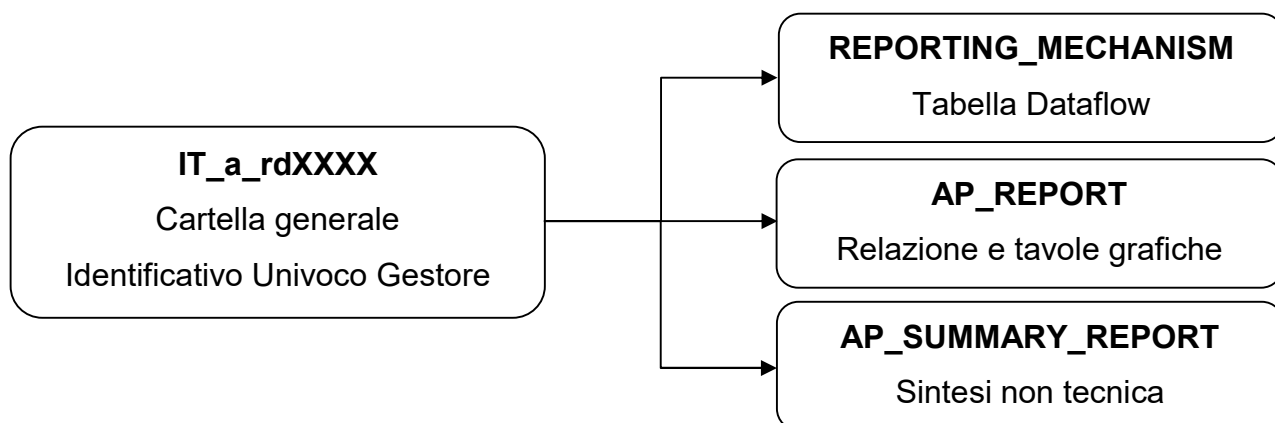 IT_a_rdXXXX
Cartella generale
Identificativo Univoco Gestore
REPORTING_MECHANISM
Tabella Dataflow
AP_REPORT
Relazione e tavole grafiche
AP_SUMMARY_REPORT
Sintesi non tecnica